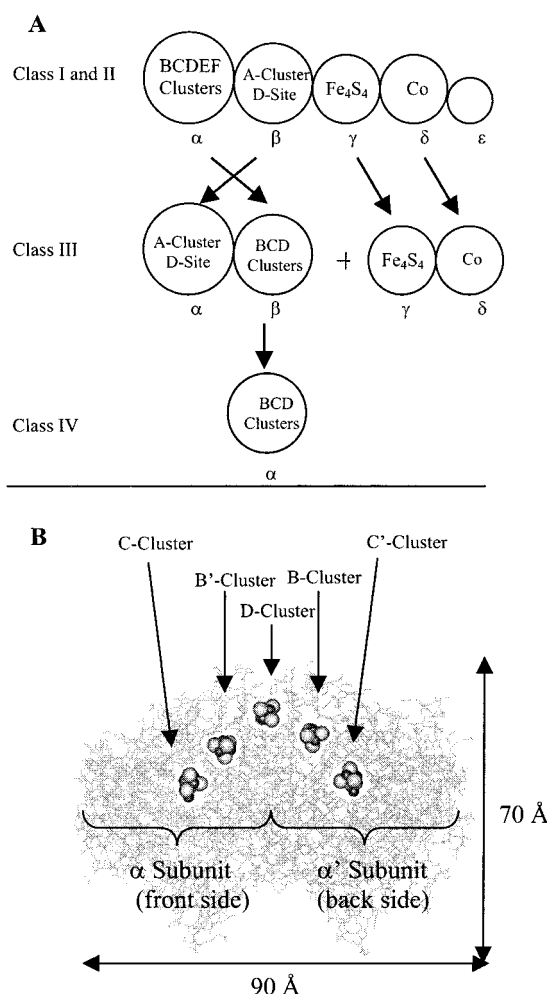 A
Class I and II
BCDEF
Clusters
A-Cluster
D-Site
Fe₄S₄
Co
α β γ δ ε
Class III
A-Cluster
D-Site
BCD
Clusters
+
Fe₄S₄
Co
α β γ δ
Class IV
BCD
Clusters
α
B
C-Cluster
C'-Cluster
B'-Cluster
B-Cluster
D-Cluster
α Subunit
(front side)
α' Subunit
(back side)
70 Å
90 Å